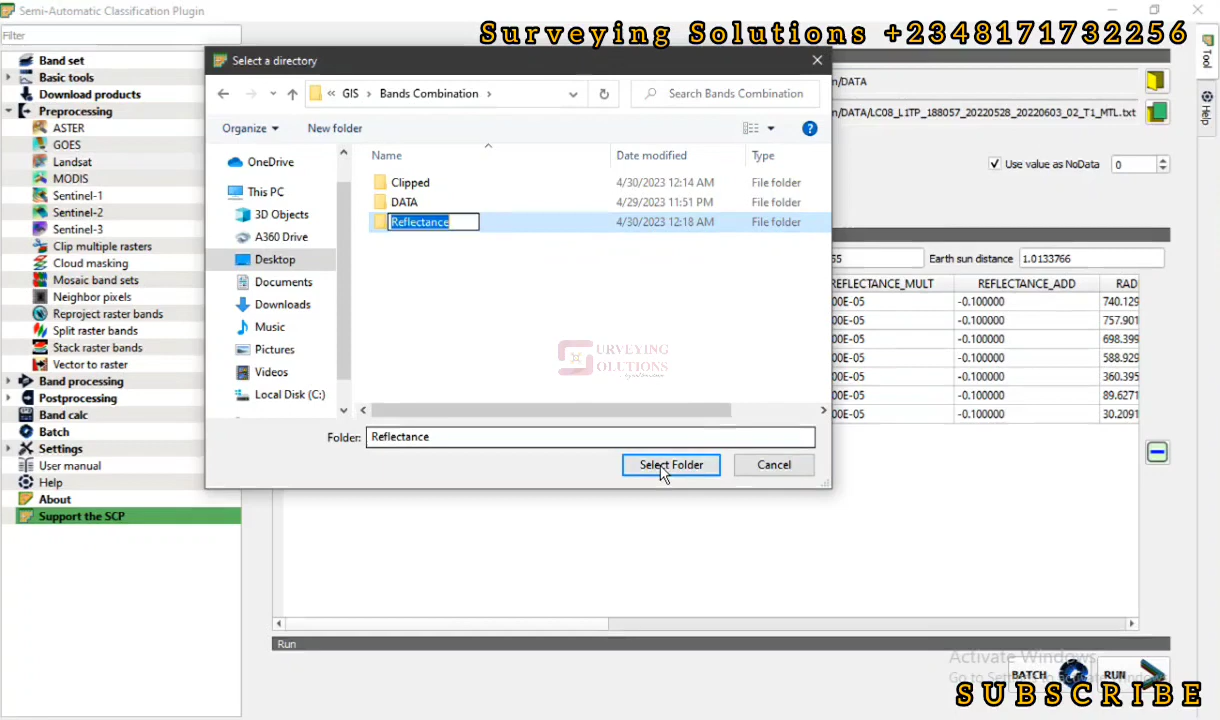 Semi-Automatic Classification Plugin
Surveying Solutions +2348171732256
Filter
Band set
Basic tools
Download products
Preprocessing
ASTER
GOES
Landsat
MODIS
Sentinel-1
Sentinel-2
Sentinel-3
Clip multiple rasters
Cloud masking
Mosaic band sets
Neighbor pixels
Reproject raster bands
Split raster bands
Stack raster bands
Vector to raster
Band processing
Postprocessing
Band calc
Batch
Settings
User manual
Help
About
Support the SCP
Select a directory
« GIS › Bands Combination ›
Search Bands Combination
Organize
New folder
Name
Date modified
Type
OneDrive
This PC
3D Objects
A360 Drive
Desktop
Documents
Downloads
Music
Pictures
Videos
Local Disk (C:)
Clipped 4/30/2023 12:14 AM File folder
DATA 4/29/2023 11:51 PM File folder
Reflectance 4/30/2023 12:18 AM File folder
URVEYING
OLUTIONS
Folder: Reflectance
Select Folder
Cancel
n/DATA
n/DATA/LC08_L1TP_188057_20220528_20220603_02_T1_MTL.txt
Use value as NoData 0
55 Earth sun distance 1.0133766
REFLECTANCE_MULT REFLECTANCE_ADD RAD
00E-05 -0.100000 740.129
00E-05 -0.100000 757.901
00E-05 -0.100000 698.399
00E-05 -0.100000 588.929
00E-05 -0.100000 360.395
00E-05 -0.100000 89.6271
00E-05 -0.100000 30.2091
Tool
Help
Run
Activate Windows
BATCH
RUN
SUBSCRIBE